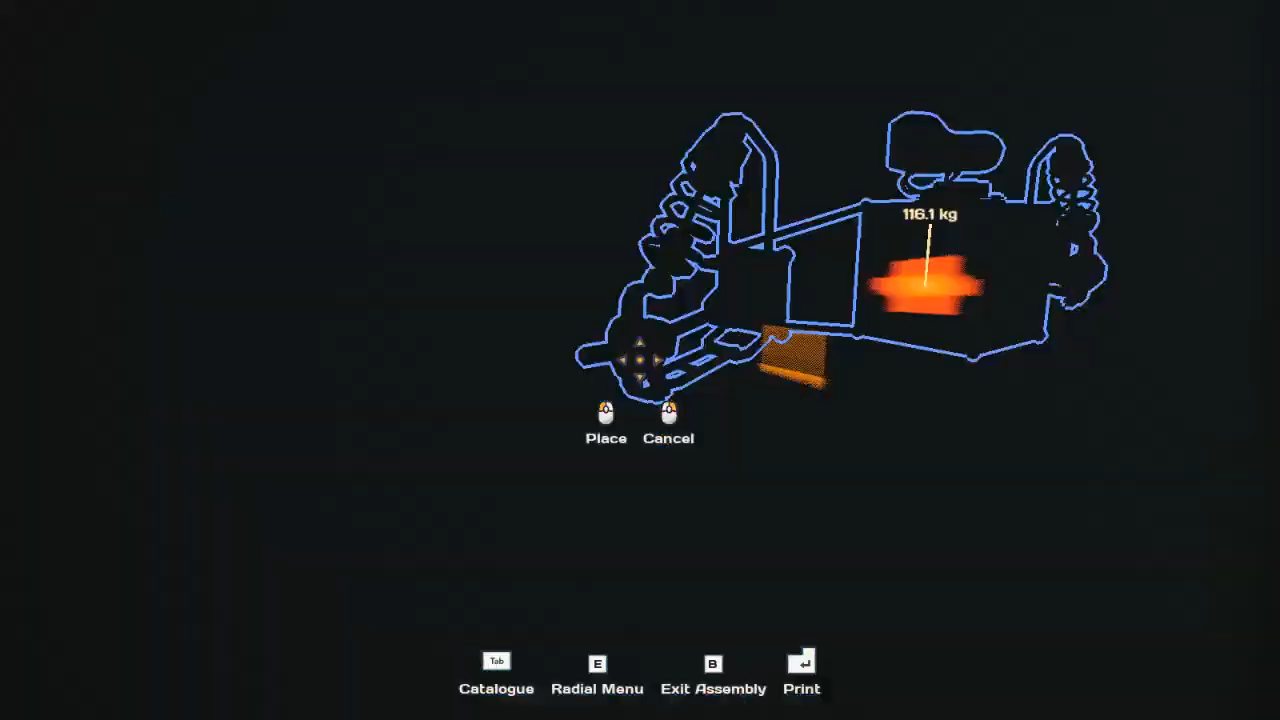 116.1 kg
Place Cancel
Tab E B
Catalogue Radial Menu Exit Assembly Print